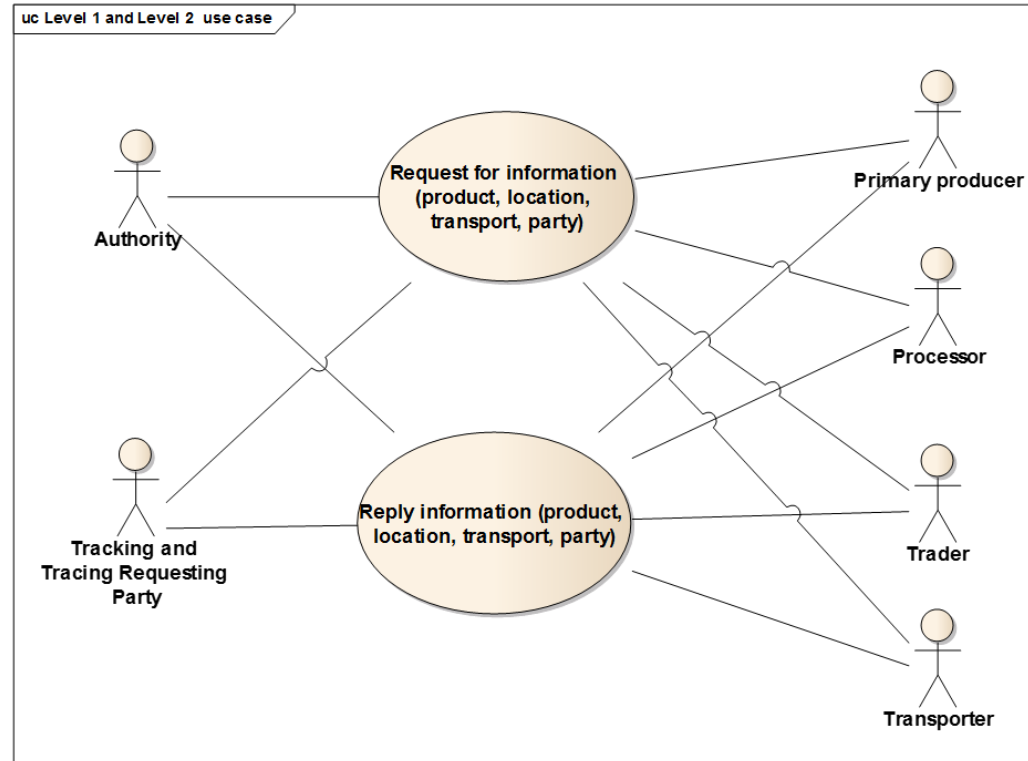 uc Level 1 and Level 2 use case
Request for information
(product, location,
transport, party)
Primary producer
Authority
Processor
Reply information (product,
location, transport, party)
Tracking and
Tracing Requesting
Party
Trader
Transporter